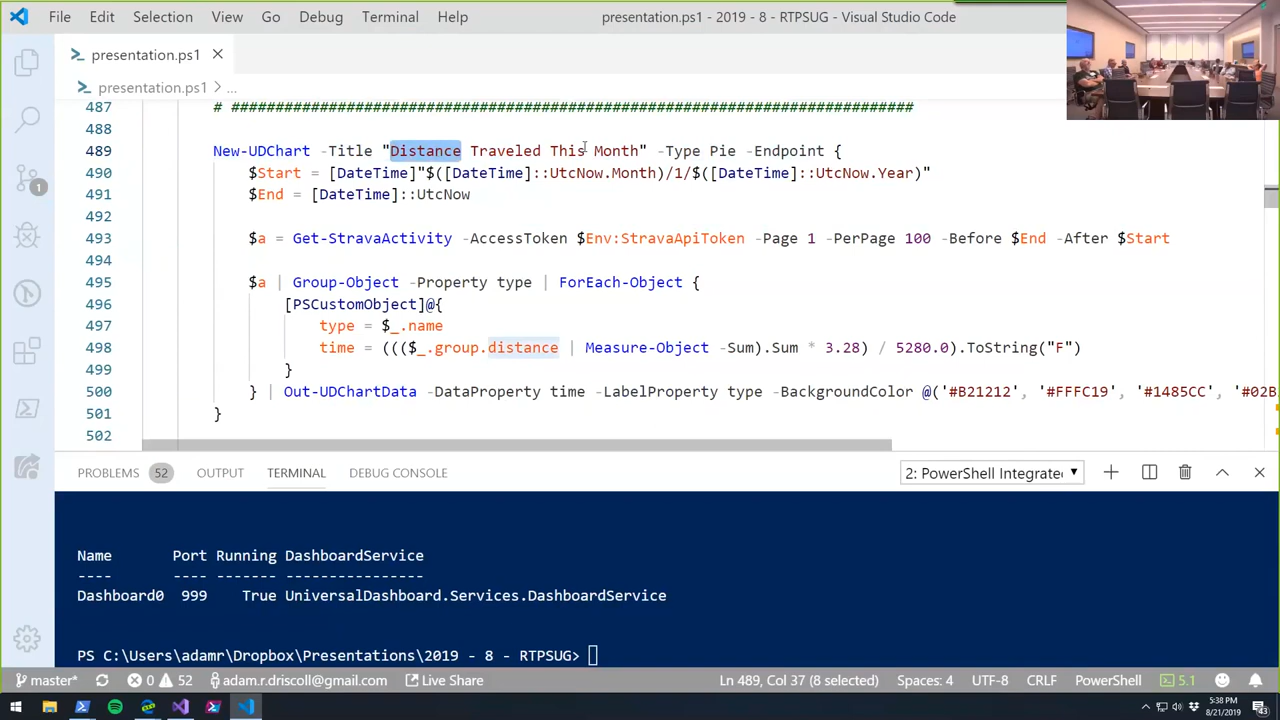 File Edit Selection View Go Debug Terminal Help presentation.ps1 - 2019 - 8 - RTPSUG - Visual Studio Code
presentation.ps1
presentation.ps1 > ...
487 # ############################################################################
488
489 New-UDChart -Title "Distance Traveled This Month" -Type Pie -Endpoint {
490 $Start = [DateTime]"$([DateTime]::UtcNow.Month)/1/$([DateTime]::UtcNow.Year)"
491 $End = [DateTime]::UtcNow
492
493 $a = Get-StravaActivity -AccessToken $Env:StravaApiToken -Page 1 -PerPage 100 -Before $End -After $Start
494
495 $a | Group-Object -Property type | ForEach-Object {
496 [PSCustomObject]@{
497 type = $_.name
498 time = ((($_.group.distance | Measure-Object -Sum).Sum * 3.28) / 5280.0).ToString("F")
499 }
500 } | Out-UDChartData -DataProperty time -LabelProperty type -BackgroundColor @('#B21212', '#FFFC19', '#1485CC', '#02B
501 }
502
1
PROBLEMS 52 OUTPUT TERMINAL DEBUG CONSOLE 2: PowerShell Integrated
Name Port Running DashboardService
---- ---- ------- ----------------
Dashboard0 999 True UniversalDashboard.Services.DashboardService
PS C:\Users\adamr\Dropbox\Presentations\2019 - 8 - RTPSUG>
master* 0 52 adam.r.driscoll@gmail.com Live Share Ln 489, Col 37 (8 selected) Spaces: 4 UTF-8 CRLF PowerShell 5.1
5:38 PM
8/21/2019
43